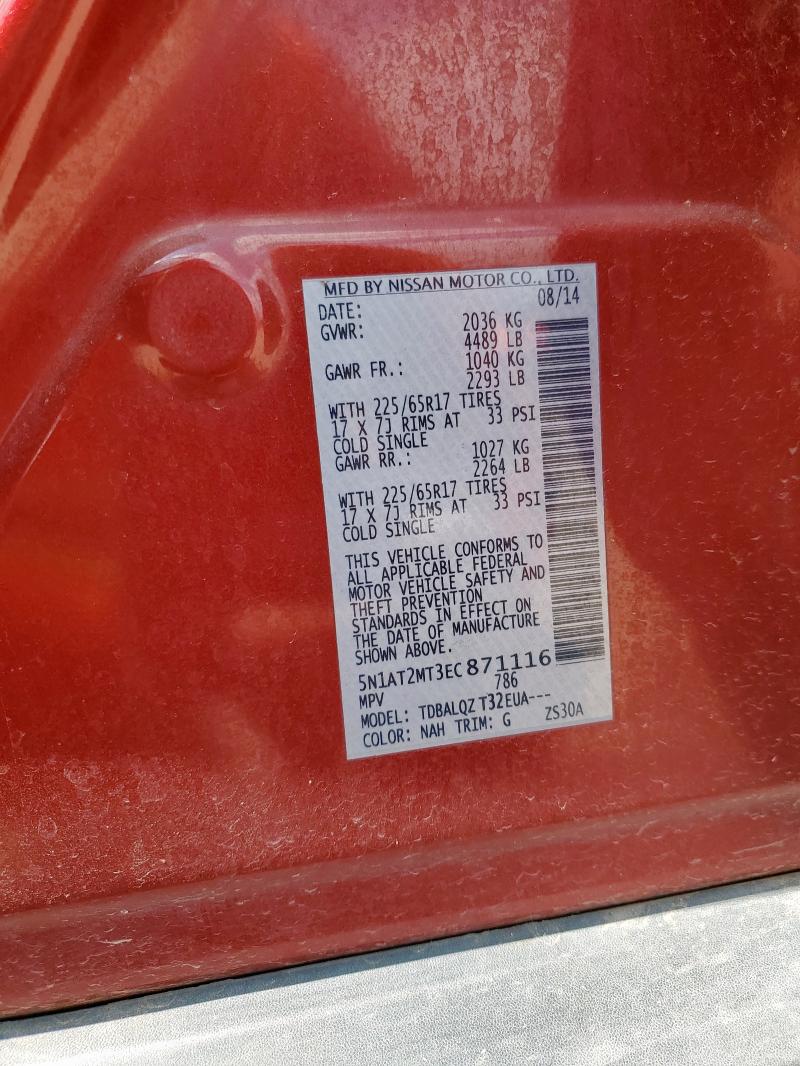 MFD BY NISSAN MOTOR CO., LTD.
DATE: 08/14
GVWR: 2036 KG
4489 LB
GAWR FR.: 1040 KG
2293 LB
WITH 225/65R17 TIRES
17 X 7J RIMS AT 33 PSI
COLD SINGLE
GAWR RR.: 1027 KG
2264 LB
WITH 225/65R17 TIRES
17 X 7J RIMS AT 33 PSI
COLD SINGLE
THIS VEHICLE CONFORMS TO
ALL APPLICABLE FEDERAL
MOTOR VEHICLE SAFETY AND
THEFT PREVENTION
STANDARDS IN EFFECT ON
THE DATE OF MANUFACTURE
SHOWN ABOVE.
5N1AT2MT3EC871116
MPV 786
MODEL: TDBALQZ T32EUA---
COLOR: NAH TRIM: G ZS30A